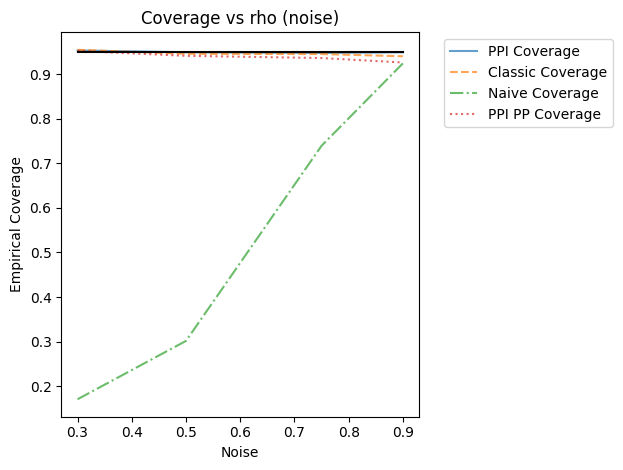 Coverage vs rho (noise)
PPI Coverage
Classic Coverage
Naive Coverage
PPI PP Coverage
Empirical Coverage
0.9
0.8
0.7
0.6
0.5
0.4
0.3
0.2
0.3 0.4 0.5 0.6 0.7 0.8 0.9
Noise